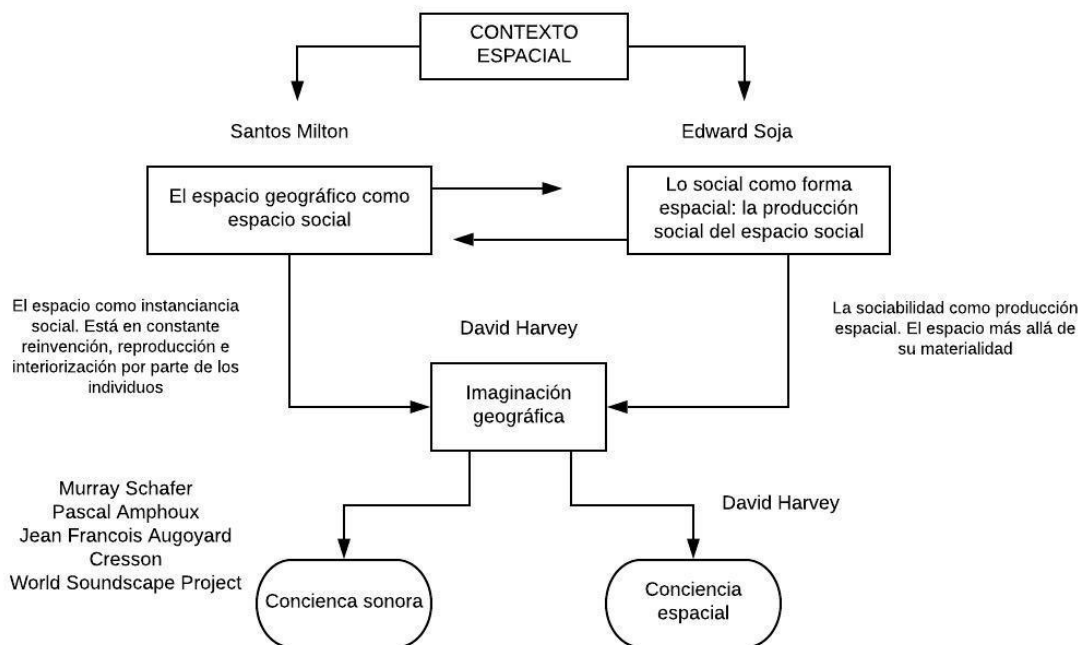 CONTEXTO
ESPACIAL
Santos Milton
Edward Soja
El espacio geográfico como
espacio social
Lo social como forma
espacial: la producción
social del espacio social
El espacio como instanciancia
social. Está en constante
reinvención, reproducción e
interiorización por parte de los
individuos
La sociabilidad como producción
espacial. El espacio más allá de
su materialidad
David Harvey
Imaginación
geográfica
Murray Schafer
Pascal Amphoux
Jean Francois Augoyard
Cresson
World Soundscape Project
David Harvey
Concienca sonora
Conciencia
espacial